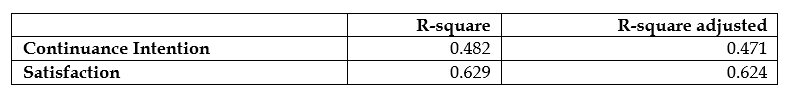 R-square R-square adjusted
Continuance Intention 0.482 0.471
Satisfaction 0.629 0.624